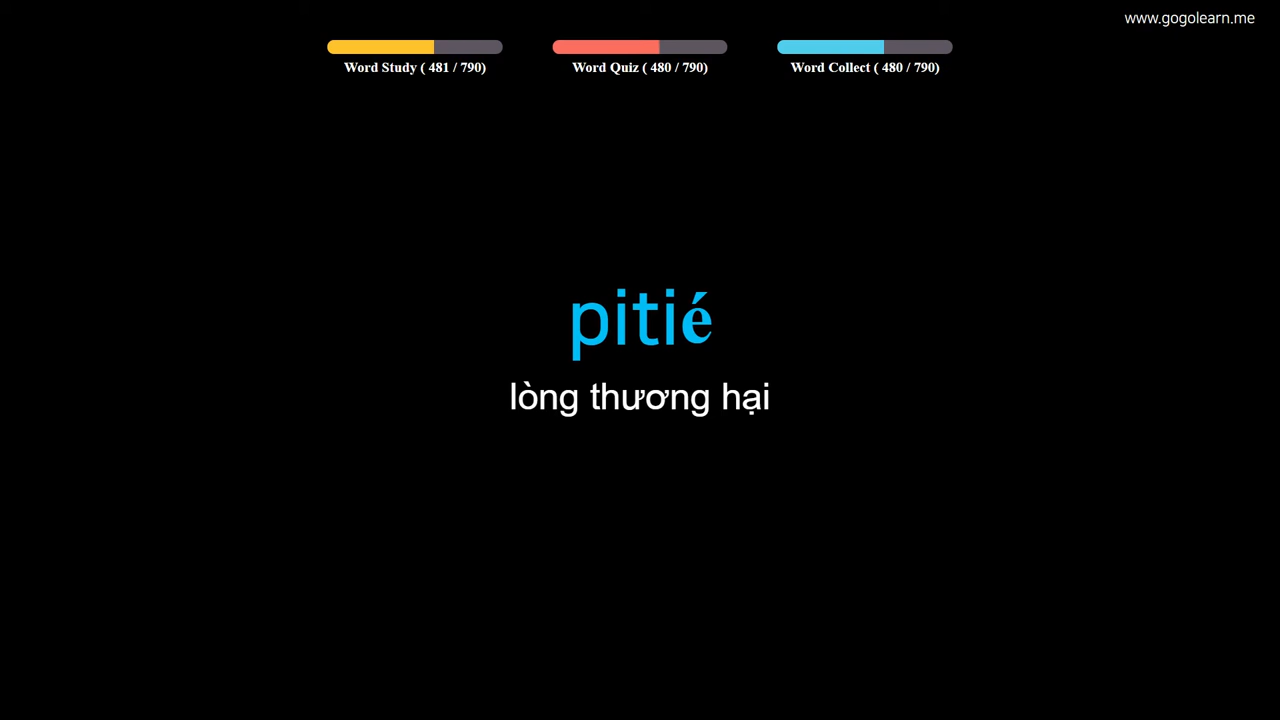 www.gogolearn.me
Word Study ( 481 / 790)
Word Quiz ( 480 / 790)
Word Collect ( 480 / 790)
pitié
lòng thương hại